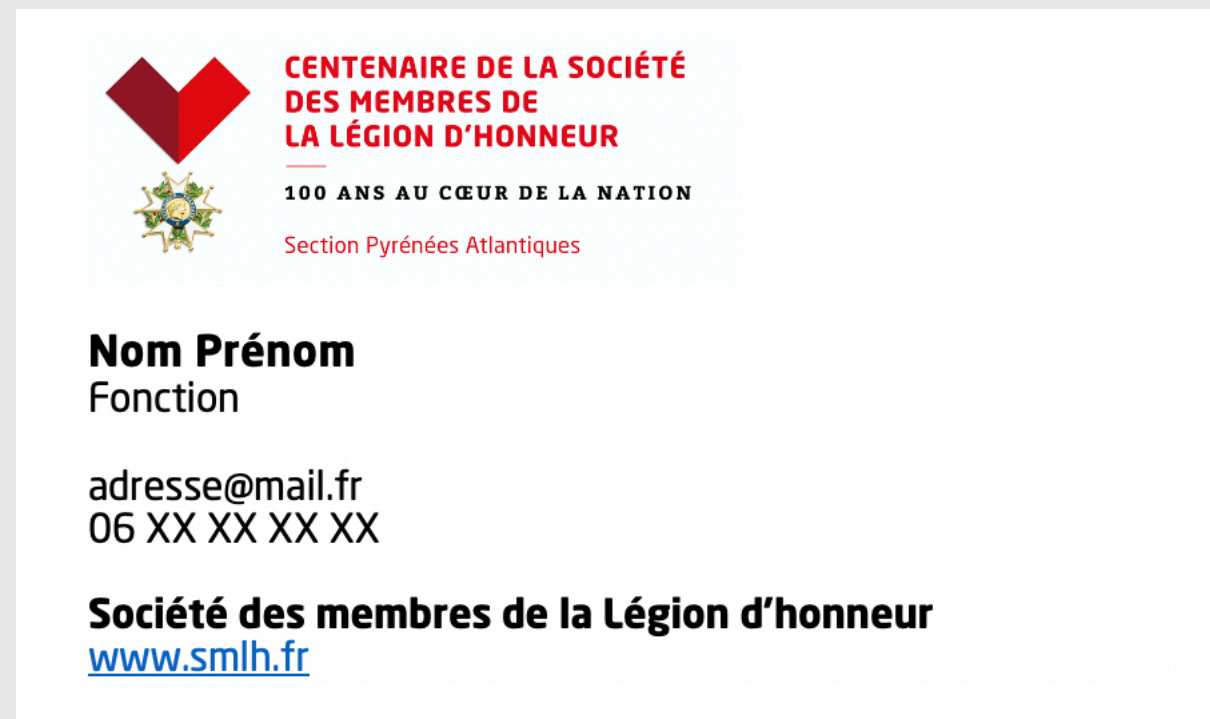 CENTENAIRE DE LA SOCIÉTÉ
DES MEMBRES DE
LA LÉGION D'HONNEUR
100 ANS AU CŒUR DE LA NATION
Section Pyrénées Atlantiques
Nom Prénom
Fonction
adresse@mail.fr
06 XX XX XX XX
Société des membres de la Légion d'honneur
www.smlh.fr